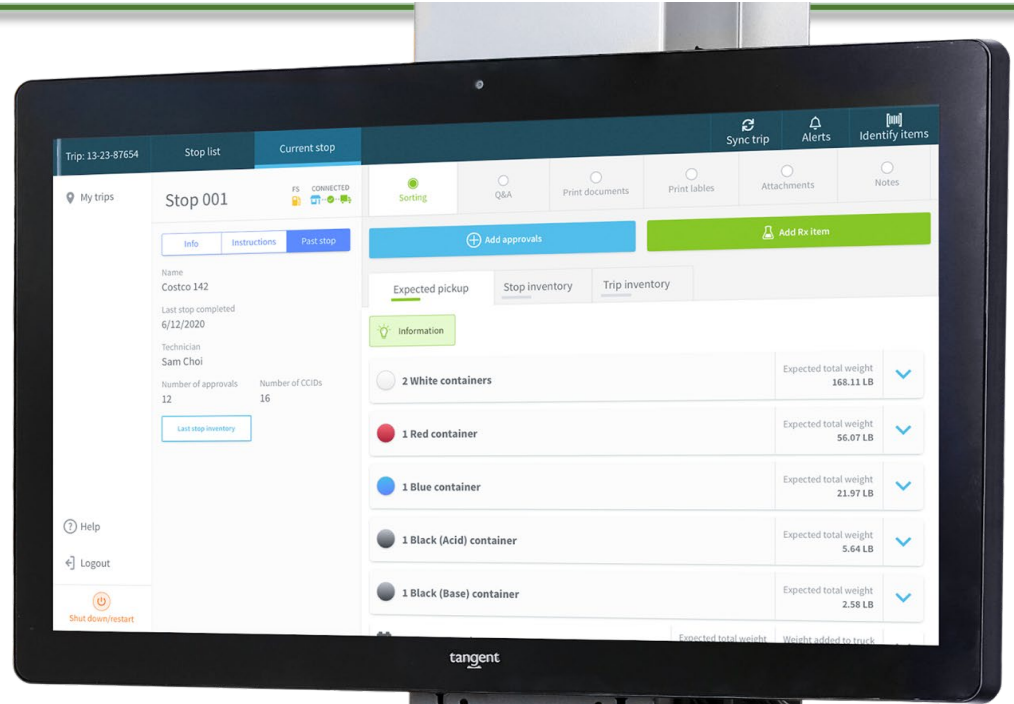 Trip: 13-23-87654
Stop list
Current stop
Sync trip
Alerts
Identify items
My trips
Stop 001
FS
CONNECTED
Sorting
Q&A
Print documents
Print lables
Attachments
Notes
Info
Instructions
Past stop
Add approvals
Add Rx item
Name
Costco 142
Last stop completed
6/12/2020
Technician
Sam Choi
Number of approvals
Number of CCIDs
12
16
Last stop inventory
Expected pickup
Stop inventory
Trip inventory
Information
2 White containers
Expected total weight
168.11 LB
1 Red container
Expected total weight
56.07 LB
1 Blue container
Expected total weight
21.97 LB
1 Black (Acid) container
Expected total weight
5.64 LB
1 Black (Base) container
Expected total weight
2.58 LB
Expected total weight
Weight added to truck
Help
Logout
Shut down/restart
tangent